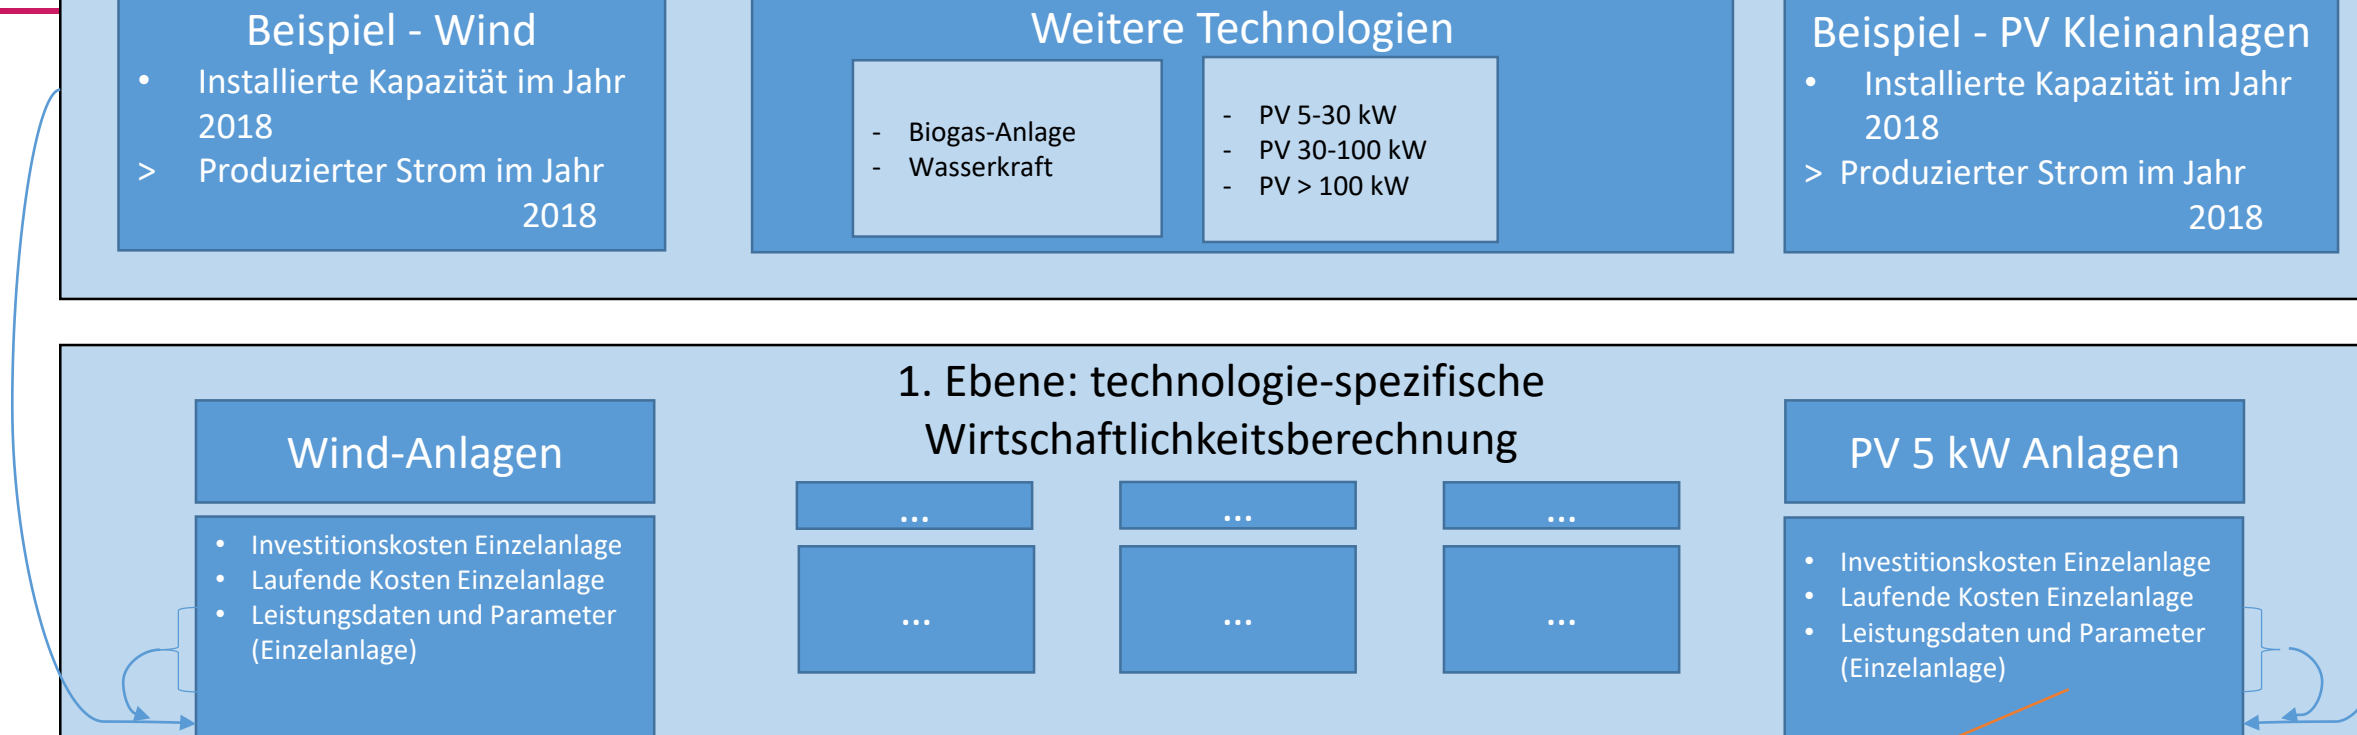 Beispiel - Wind
• Installierte Kapazität im Jahr
2018
> Produzierter Strom im Jahr
2018
Weitere Technologien
- Biogas-Anlage
- Wasserkraft
- PV 5-30 kW
- PV 30-100 kW
- PV > 100 kW
Beispiel - PV Kleinanlagen
• Installierte Kapazität im Jahr
2018
> Produzierter Strom im Jahr
2018
1. Ebene: technologie-spezifische
Wirtschaftlichkeitsberechnung
Wind-Anlagen
• Investitionskosten Einzelanlage
• Laufende Kosten Einzelanlage
• Leistungsdaten und Parameter
(Einzelanlage)
... ... ...
... ... ...
PV 5 kW Anlagen
• Investitionskosten Einzelanlage
• Laufende Kosten Einzelanlage
• Leistungsdaten und Parameter
(Einzelanlage)